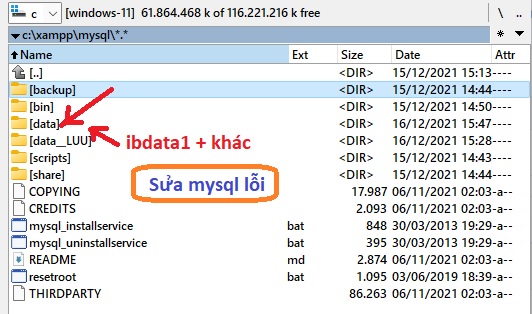 c [windows-11] 61.864.468 k of 116.221.216 k free \ ..
▼c:\xampp\mysql\*.* * ▼
Name Ext Size Date Attr
[..] <DIR> 15/12/2021 15:13 ----
[backup] <DIR> 15/12/2021 14:44 ----
[bin] <DIR> 15/12/2021 14:50 ----
[data] <DIR> 16/12/2021 15:47 ----
[data__LUU] <DIR> 16/12/2021 15:28 ----
[scripts] <DIR> 15/12/2021 14:43 ----
[share] <DIR> 15/12/2021 14:44 ----
ibdata1 + khác
Sửa mysql lỗi
COPYING 17.987 06/11/2021 02:03 -a--
CREDITS 2.093 06/11/2021 02:03 -a--
mysql_installservice bat 848 30/03/2013 19:29 -a--
mysql_uninstallservice bat 395 30/03/2013 19:29 -a--
README md 2.874 06/11/2021 02:03 -a--
resetroot bat 1.095 03/06/2019 18:39 -a--
THIRDPARTY 86.263 06/11/2021 02:03 -a--